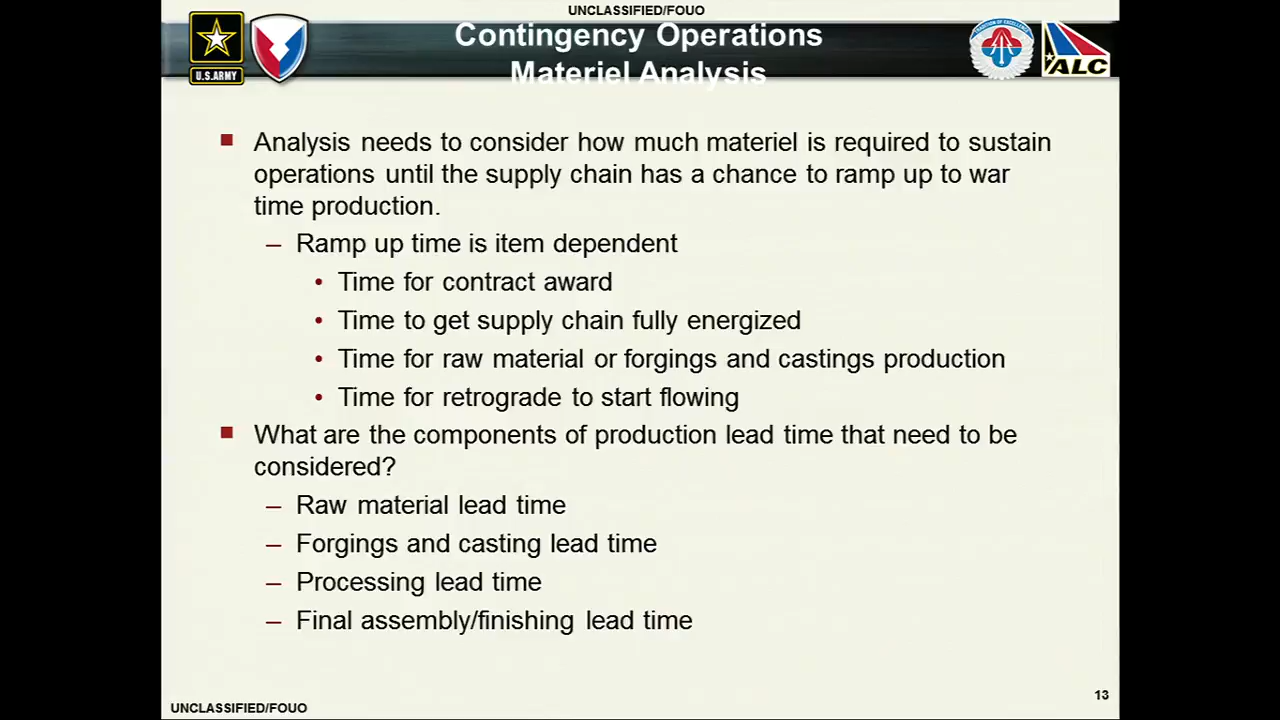 UNCLASSIFIED/FOUO
Contingency Operations
Materiel Analysis
U.S.ARMY
TRADITION OF EXCELLENCE
ALC
■ Analysis needs to consider how much materiel is required to sustain
operations until the supply chain has a chance to ramp up to war
time production.
– Ramp up time is item dependent
• Time for contract award
• Time to get supply chain fully energized
• Time for raw material or forgings and castings production
• Time for retrograde to start flowing
■ What are the components of production lead time that need to be
considered?
– Raw material lead time
– Forgings and casting lead time
– Processing lead time
– Final assembly/finishing lead time
13
UNCLASSIFIED/FOUO